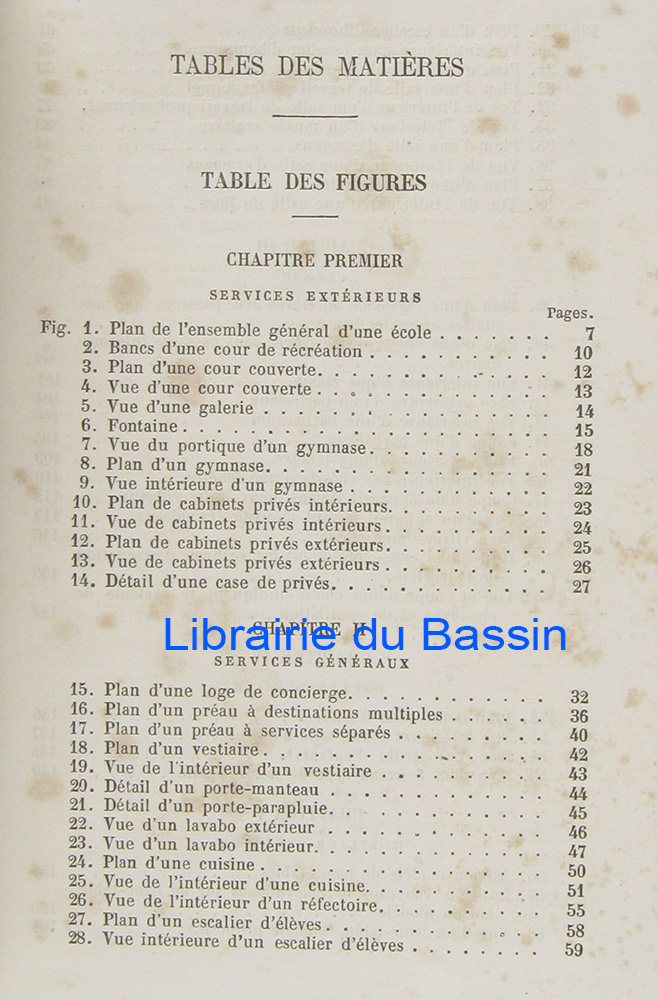 TABLES DES MATIÈRES
TABLE DES FIGURES
CHAPITRE PREMIER
SERVICES EXTÉRIEURS
Pages.
Fig. 1. Plan de l'ensemble général d'une école . . . . . . . 7
2. Bancs d'une cour de récréation . . . . . . . . . . 10
3. Plan d'une cour couverte. . . . . . . . . . . . . 12
4. Vue d'une cour couverte . . . . . . . . . . . . . 13
5. Vue d'une galerie . . . . . . . . . . . . . . . . 14
6. Fontaine . . . . . . . . . . . . . . . . . . . . 15
7. Vue du portique d'un gymnase. . . . . . . . . . . 18
8. Plan d'un gymnase. . . . . . . . . . . . . . . . 21
9. Vue intérieure d'un gymnase . . . . . . . . . . . 22
10. Plan de cabinets privés intérieurs. . . . . . . . . 23
11. Vue de cabinets privés intérieurs . . . . . . . . . 24
12. Plan de cabinets privés extérieurs. . . . . . . . . 25
13. Vue de cabinets privés extérieurs . . . . . . . . . 26
14. Détail d'une case de privés. . . . . . . . . . . . 27
CHAPITRE II
Librairie du Bassin
SERVICES GÉNÉRAUX
15. Plan d'une loge de concierge. . . . . . . . . . . 32
16. Plan d'un préau à destinations multiples . . . . . . 36
17. Plan d'un préau à services séparés . . . . . . . . 40
18. Plan d'un vestiaire. . . . . . . . . . . . . . . . 42
19. Vue de l'intérieur d'un vestiaire . . . . . . . . . 43
20. Détail d'un porte-manteau . . . . . . . . . . . . 44
21. Détail d'un porte-parapluie. . . . . . . . . . . . 45
22. Vue d'un lavabo extérieur . . . . . . . . . . . . 46
23. Vue d'un lavabo intérieur. . . . . . . . . . . . . 47
24. Plan d'une cuisine . . . . . . . . . . . . . . . . 50
25. Vue de l'intérieur d'une cuisine. . . . . . . . . . 51
26. Vue de l'intérieur d'un réfectoire. . . . . . . . . 55
27. Plan d'un escalier d'élèves. . . . . . . . . . . . 58
28. Vue intérieure d'un escalier d'élèves . . . . . . . 59